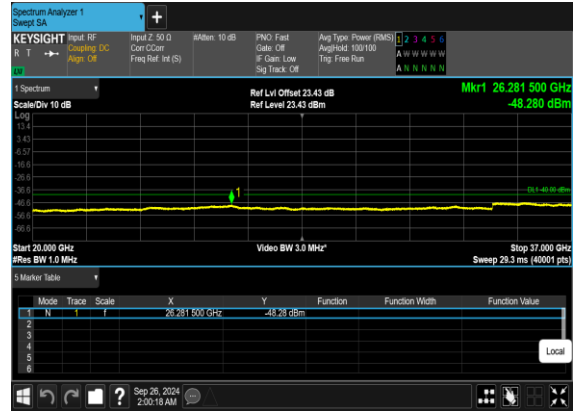 Spectrum Analyzer 1
Swept SA
+
KEYSIGHT Input: RF Input Z: 50 Ω #Atten: 10 dB PNO: Fast Avg Type: Power (RMS) 1 2 3 4 5 6
R T Coupling: DC Corr CCorr Gate: Off Avg|Hold: 100/100 A W W W W W
Align: Off Freq Ref: Int (S) IF Gain: Low Trig: Free Run
LXI Sig Track: Off A N N N N N
1 Spectrum Ref Lvl Offset 23.43 dB Mkr1 26.281 500 GHz
Scale/Div 10 dB Ref Level 23.43 dBm -48.280 dBm
Log
13.4
3.43
-6.57
-16.6
-26.6
-36.6 1 DL1 -40.00 dBm
-46.6
-56.6
-66.6
Start 20.000 GHz Video BW 3.0 MHz* Stop 37.000 GHz
#Res BW 1.0 MHz Sweep 29.3 ms (40001 pts)
5 Marker Table
Mode Trace Scale X Y Function Function Width Function Value
1 N 1 f 26.281 500 GHz -48.28 dBm
2
3
4
5
6
Local
? Sep 26, 2024
2:00:18 AM